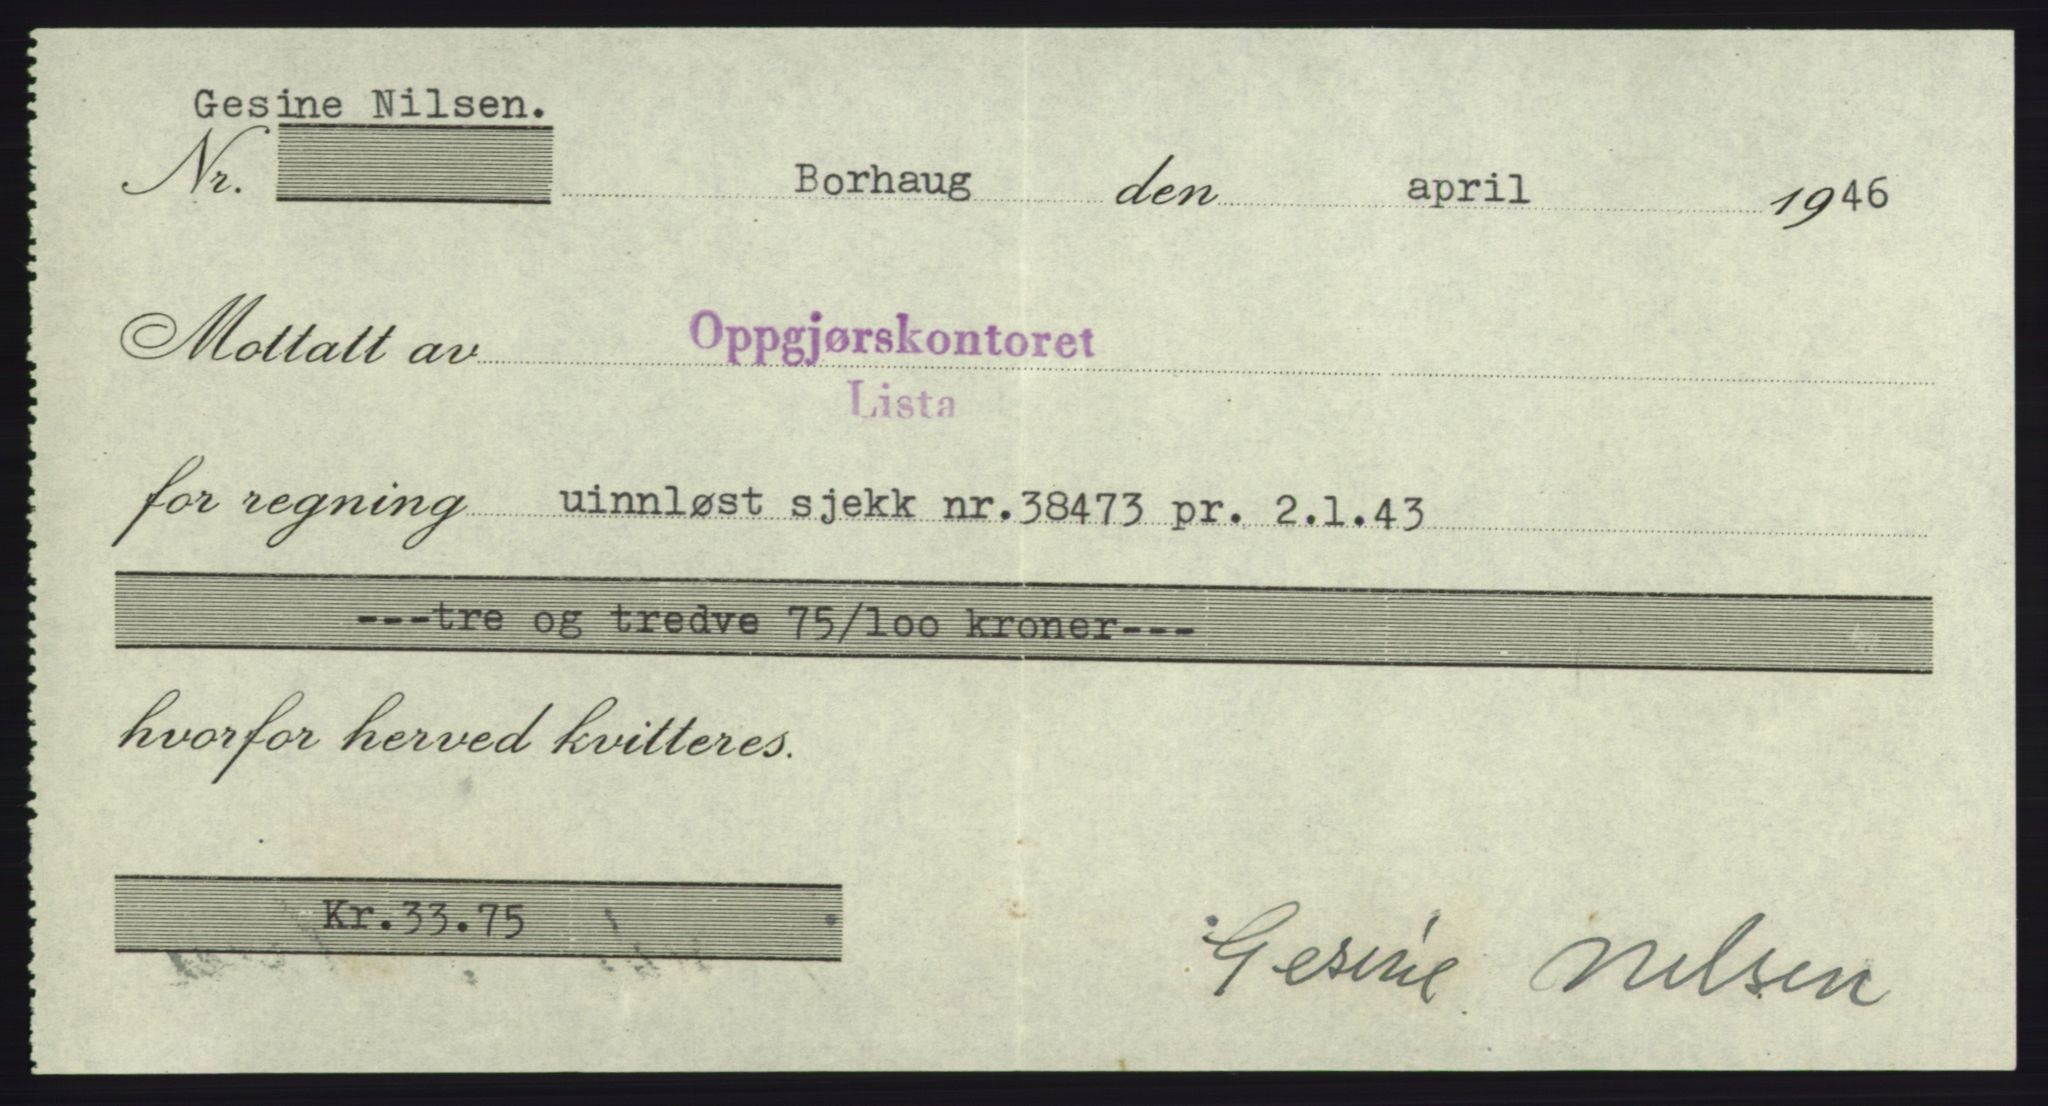 Gesine Nilsen.
Nr. Borhaug den april 1946
Mottatt av Oppgjørskontoret
Lista
for regning uinnløst sjekk nr.38473 pr. 2.1.43
---tre og tredve 75/loo kroner---
hvorfor herved kvitteres.
Kr.33.75
Gesine Nilsen